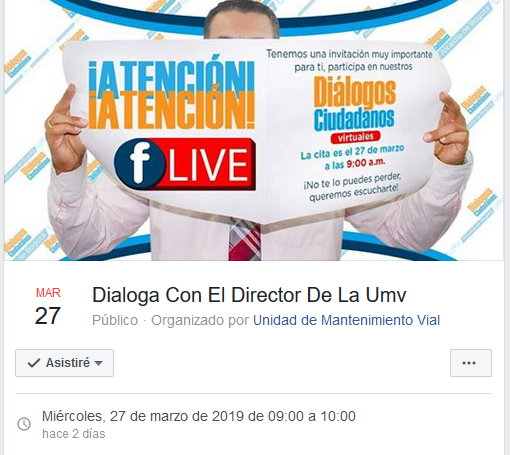 ¡ATENCIÓN!
¡ATENCIÓN!
f LIVE
Tenemos una invitación muy importante
para ti, participa en nuestros
Diálogos
Ciudadanos
virtuales
La cita es el 27 de marzo
a las 9:00 a.m.
¡No te lo puedes perder,
queremos escucharte!
MAR
27
Dialoga Con El Director De La Umv
Público · Organizado por Unidad de Mantenimiento Vial
Asistiré
Miércoles, 27 de marzo de 2019 de 09:00 a 10:00
hace 2 días